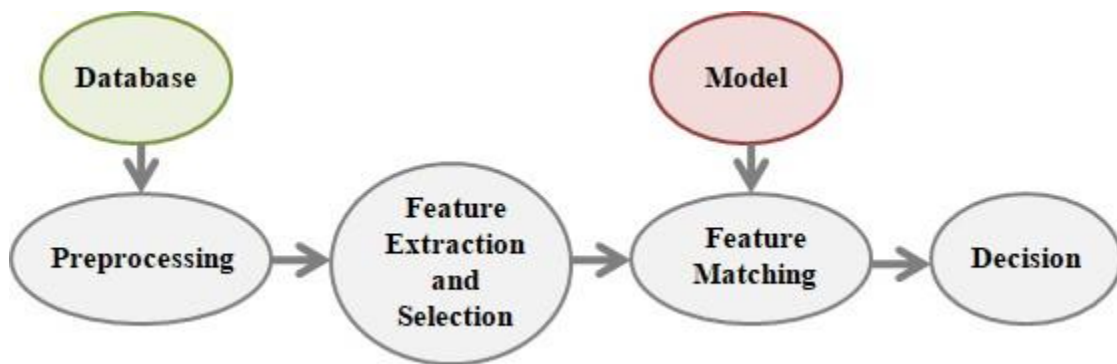 Database
Model
Preprocessing
Feature
Extraction
and
Selection
Feature
Matching
Decision